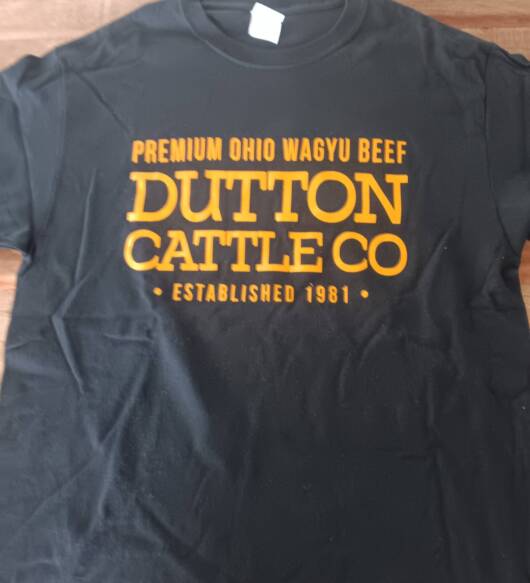 PREMIUM OHIO WAGYU BEEF
DUTTON
CATTLE CO
• ESTABLISHED 1981 •